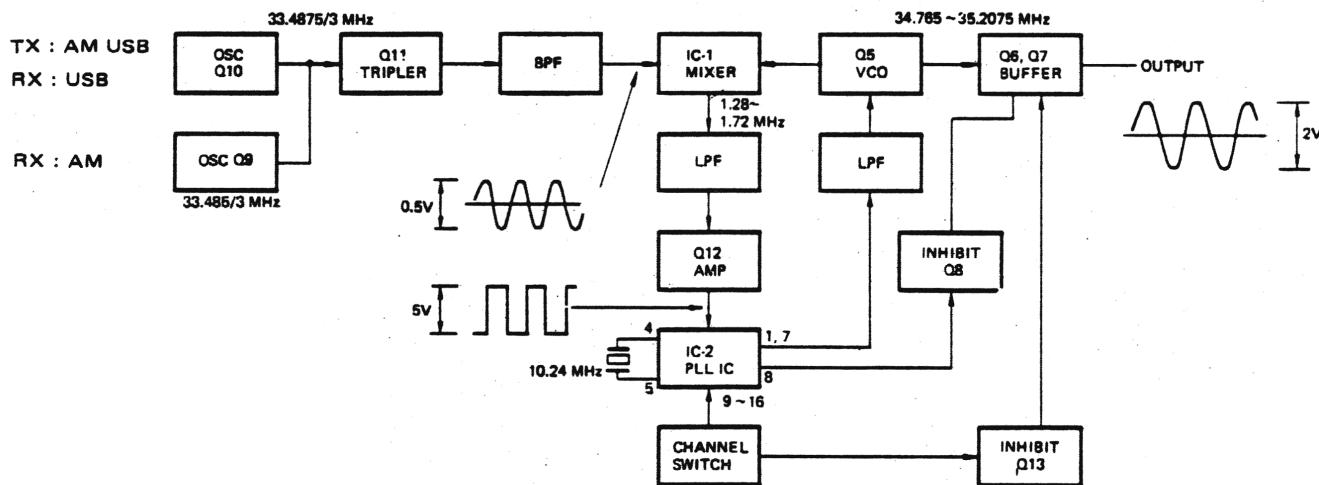 33.4875/3 MHz
34.765 ~ 35.2075 MHz
TX : AM USB
RX : USB
OSC
Q10
Q11
TRIPLER
BPF
IC-1
MIXER
Q5
VCO
Q6, Q7
BUFFER
OUTPUT
1.28~
1.72 MHz
2V
RX : AM
OSC Q9
33.485/3 MHz
LPF
LPF
0.5V
Q12
AMP
INHIBIT
Q8
5V
4
1, 7
IC-2
PLL IC
10.24 MHz
5
8
9 ~ 16
CHANNEL
SWITCH
INHIBIT
Q13